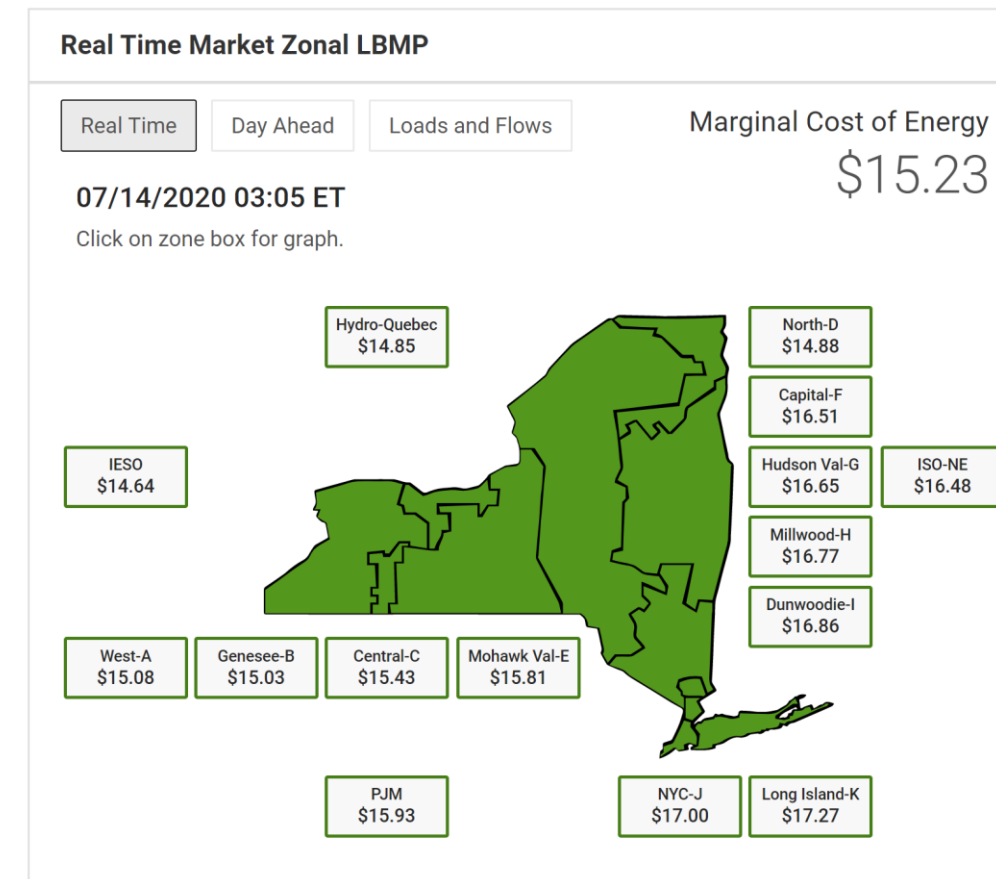 Real Time Market Zonal LBMP
Real Time
Day Ahead
Loads and Flows
Marginal Cost of Energy
$15.23
07/14/2020 03:05 ET
Click on zone box for graph.
Hydro-Quebec
$14.85
North-D
$14.88
Capital-F
$16.51
IESO
$14.64
Hudson Val-G
$16.65
ISO-NE
$16.48
Millwood-H
$16.77
Dunwoodie-I
$16.86
West-A
$15.08
Genesee-B
$15.03
Central-C
$15.43
Mohawk Val-E
$15.81
PJM
$15.93
NYC-J
$17.00
Long Island-K
$17.27